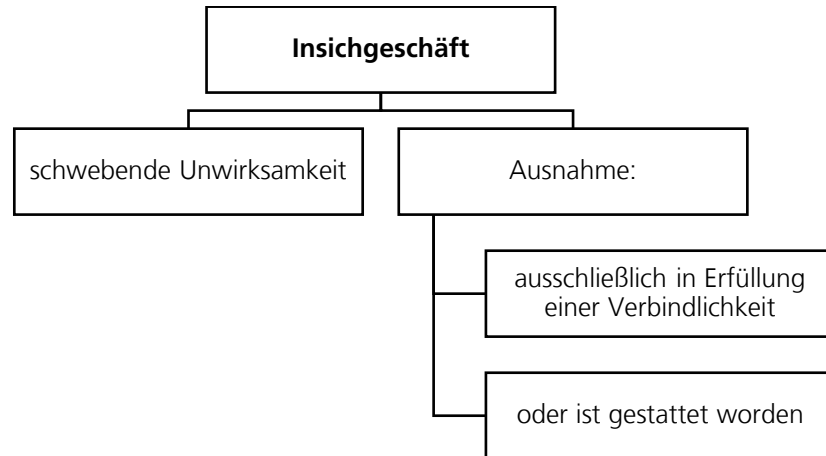 Insichgeschäft
schwebende Unwirksamkeit
Ausnahme:
ausschließlich in Erfüllung
einer Verbindlichkeit
oder ist gestattet worden